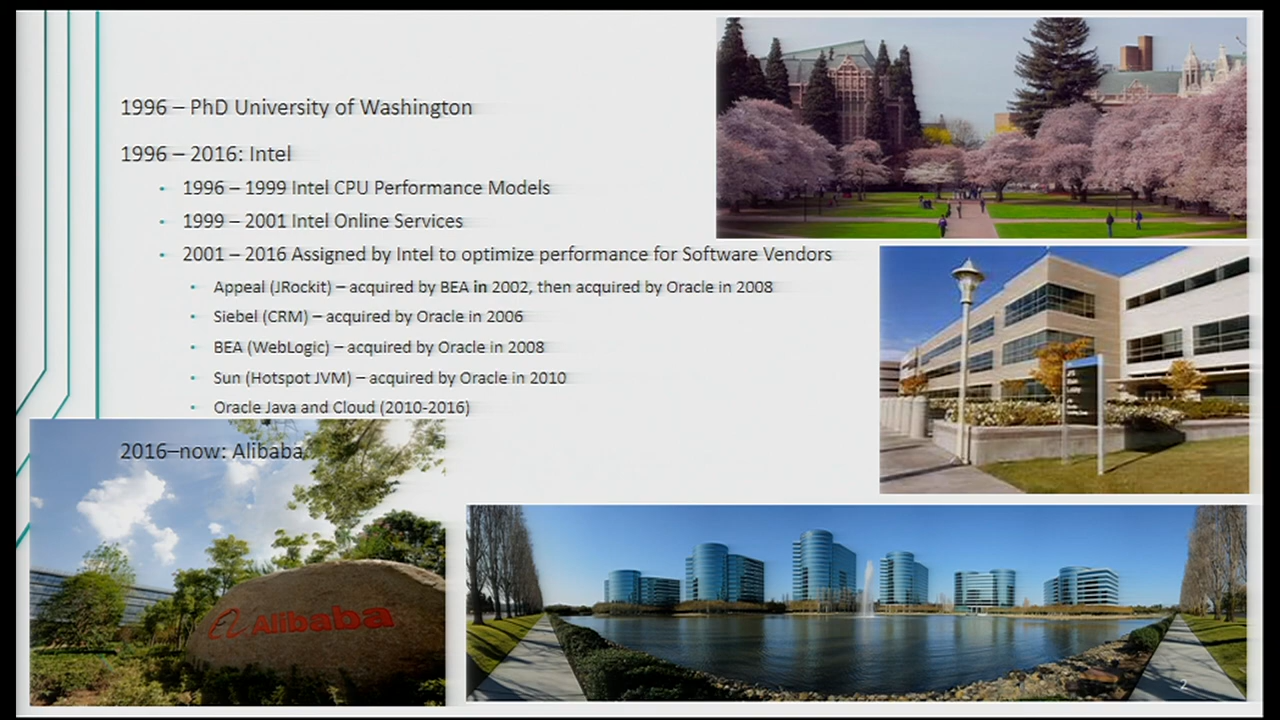 1996 – PhD University of Washington
1996 – 2016: Intel
1996 – 1999 Intel CPU Performance Models
1999 – 2001 Intel Online Services
2001 – 2016 Assigned by Intel to optimize performance for Software Vendors
Appeal (JRockit) – acquired by BEA in 2002, then acquired by Oracle in 2008
Siebel (CRM) – acquired by Oracle in 2006
BEA (WebLogic) – acquired by Oracle in 2008
Sun (Hotspot JVM) – acquired by Oracle in 2010
Oracle Java and Cloud (2010-2016)
2016–now: Alibaba
Alibaba
2